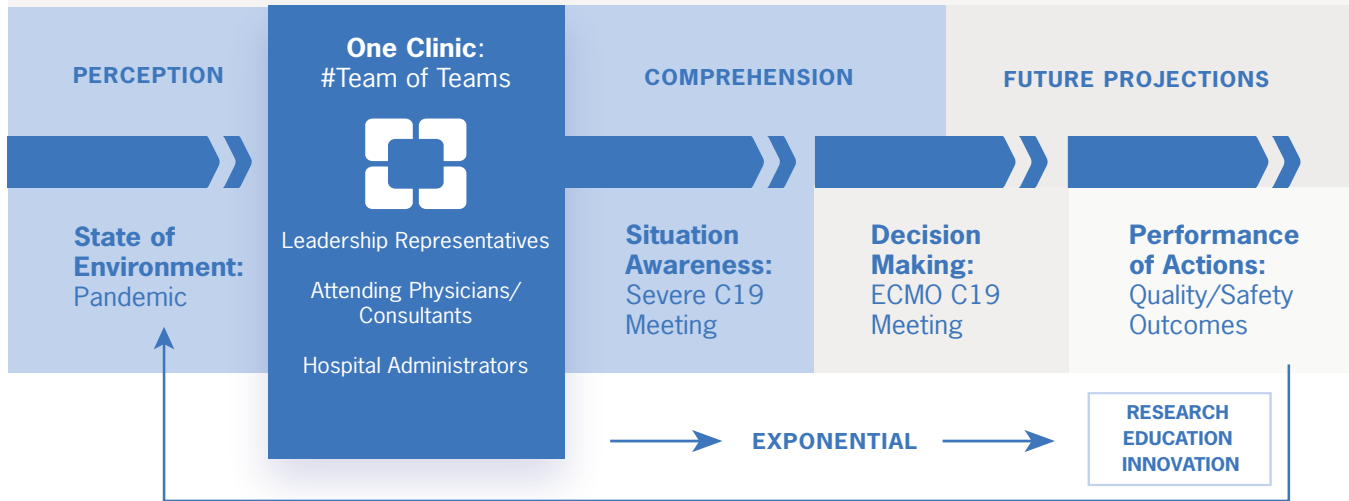 PERCEPTION
One Clinic:
#Team of Teams
COMPREHENSION
FUTURE PROJECTIONS
State of
Environment:
Pandemic
Leadership Representatives
Attending Physicians/
Consultants
Hospital Administrators
Situation
Awareness:
Severe C19
Meeting
Decision
Making:
ECMO C19
Meeting
Performance
of Actions:
Quality/Safety
Outcomes
EXPONENTIAL
RESEARCH
EDUCATION
INNOVATION